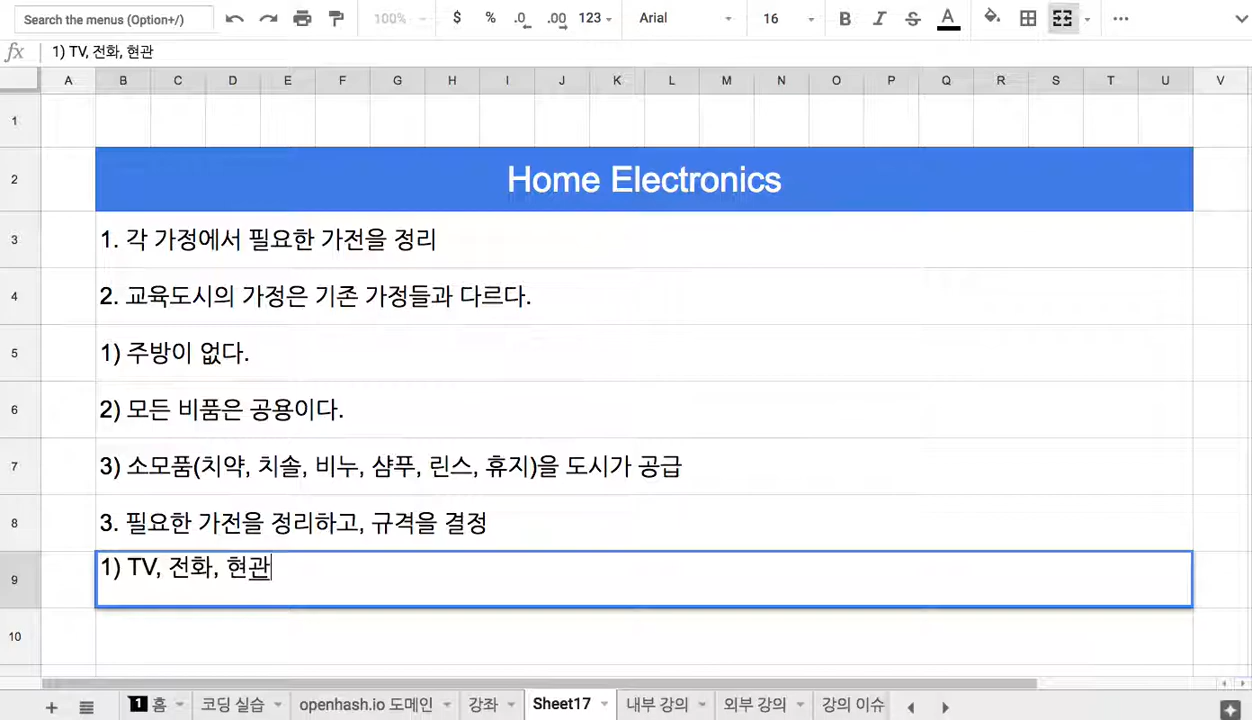 Search the menus (Option+/) 100% $ % .0 .00 123 Arial 16 B I S A
fx 1) TV, 전화, 현관
A B C D E F G H I J K L M N O P Q R S T U V
1
2 Home Electronics
3 1. 각 가정에서 필요한 가전을 정리
4 2. 교육도시의 가정은 기존 가정들과 다르다.
5 1) 주방이 없다.
6 2) 모든 비품은 공용이다.
7 3) 소모품(치약, 치솔, 비누, 샴푸, 린스, 휴지)을 도시가 공급
8 3. 필요한 가전을 정리하고, 규격을 결정
9 1) TV, 전화, 현관
10
1 홈 코딩 실습 openhash.io 도메인 강좌 Sheet17 내부 강의 외부 강의 강의 이슈